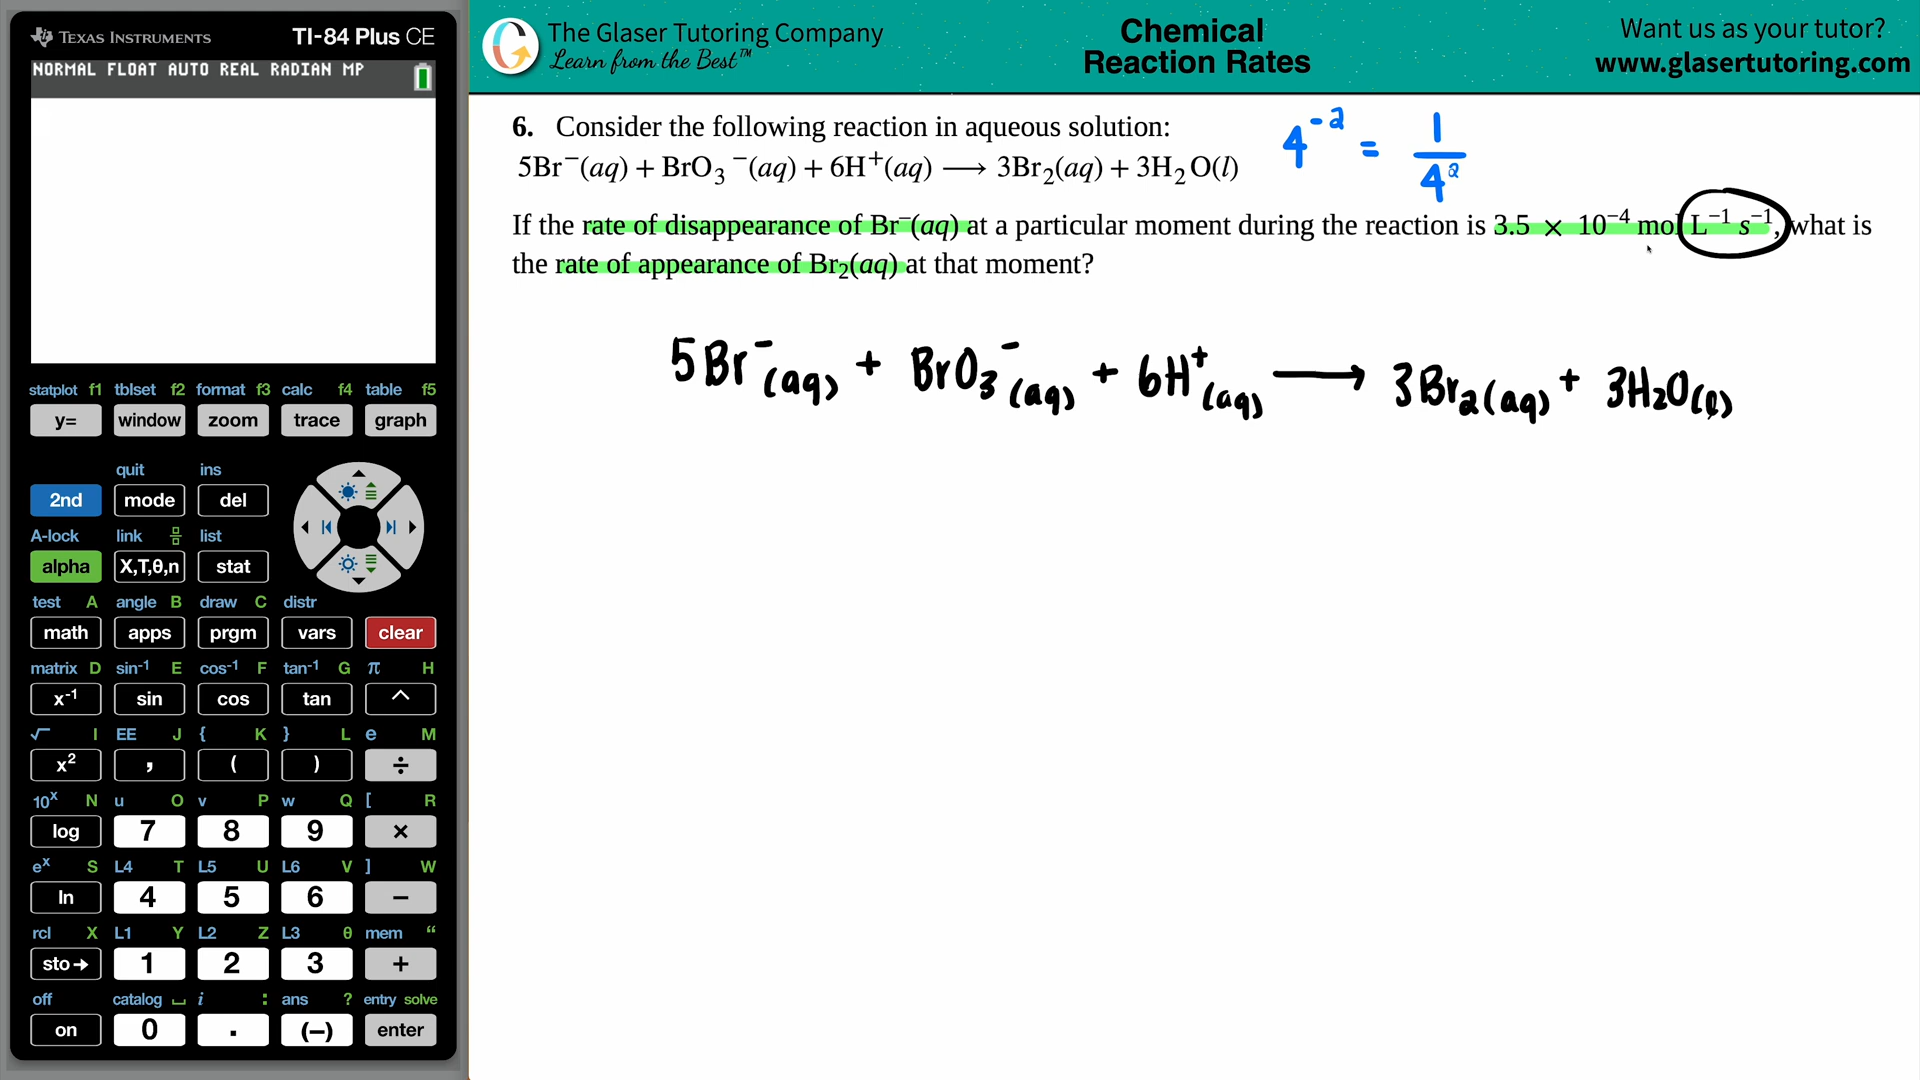 TEXAS INSTRUMENTS TI-84 Plus CE
NORMAL FLOAT AUTO REAL RADIAN MP
statplot f1 tblset f2 format f3 calc f4 table f5
y= window zoom trace graph
quit ins
2nd mode del
A-lock link list
alpha X,T,θ,n stat
test A angle B draw C distr
math apps prgm vars clear
matrix D sin⁻¹ E cos⁻¹ F tan⁻¹ G π H
x⁻¹ sin cos tan ^
√ I EE J { K } L e M
x² , ( ) ÷
10ˣ N u O v P w Q [ R
log 7 8 9 ×
eˣ S L4 T L5 U L6 V ] W
ln 4 5 6 −
rcl X L1 Y L2 Z L3 θ mem “
sto→ 1 2 3 +
off catalog ⎵ i : ans ? entry solve
on 0 . (−) enter
The Glaser Tutoring Company
Learn from the Best™
Chemical
Reaction Rates
Want us as your tutor?
www.glasertutoring.com
6. Consider the following reaction in aqueous solution:
5Br⁻(aq) + BrO₃⁻(aq) + 6H⁺(aq) ⟶ 3Br₂(aq) + 3H₂O(l)
4⁻² = 1/4²
If the rate of disappearance of Br⁻(aq) at a particular moment during the reaction is 3.5 × 10⁻⁴ mol L⁻¹ s⁻¹, what is
the rate of appearance of Br₂(aq) at that moment?
5Br⁻(aq) + BrO₃⁻(aq) + 6H⁺(aq) ⟶ 3Br₂(aq) + 3H₂O(l)